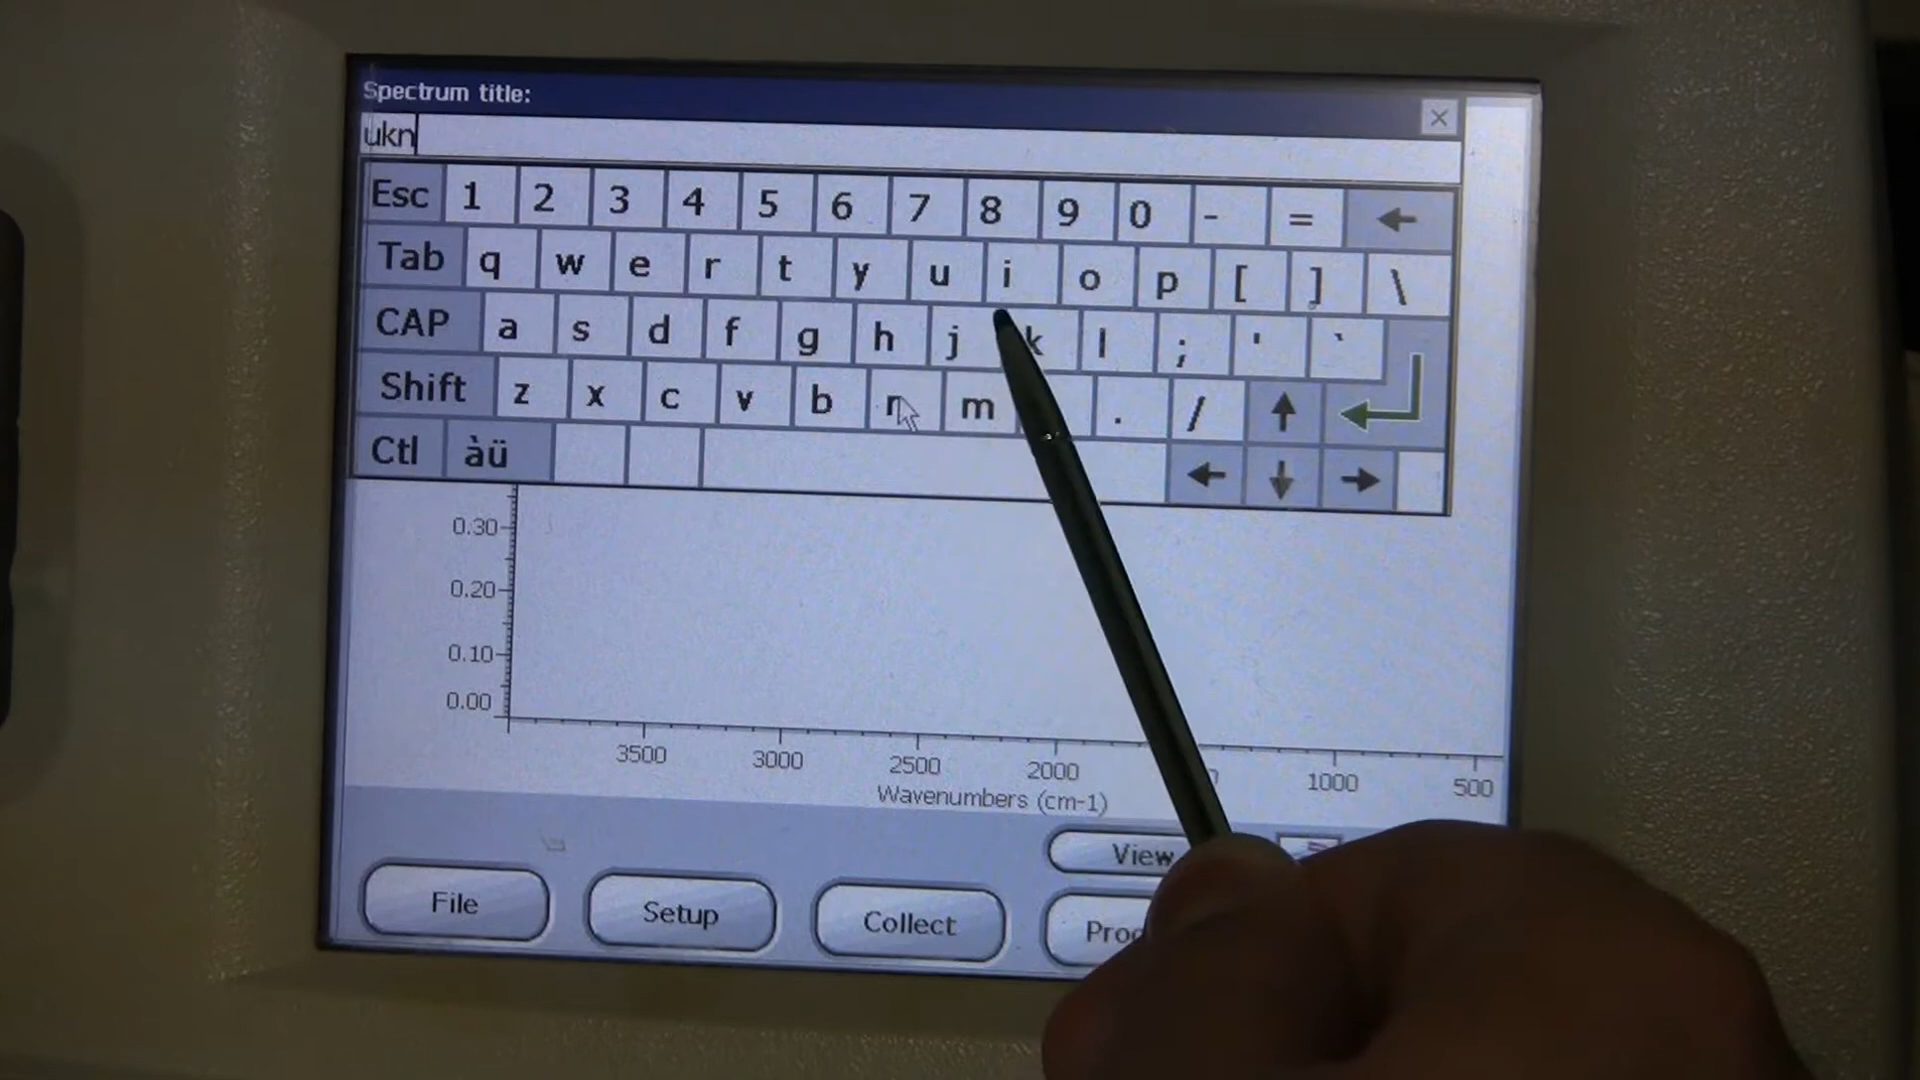 Spectrum title:
ukn
Esc 1 2 3 4 5 6 7 8 9 0 - =
Tab q w e r t y u i o p [ ] \
CAP a s d f g h j k l ; ' `
Shift z x c v b m . /
Ctl àü
0.30
0.20
0.10
0.00
3500 3000 2500 2000 1000 500
Wavenumbers (cm-1)
View
File Setup Collect